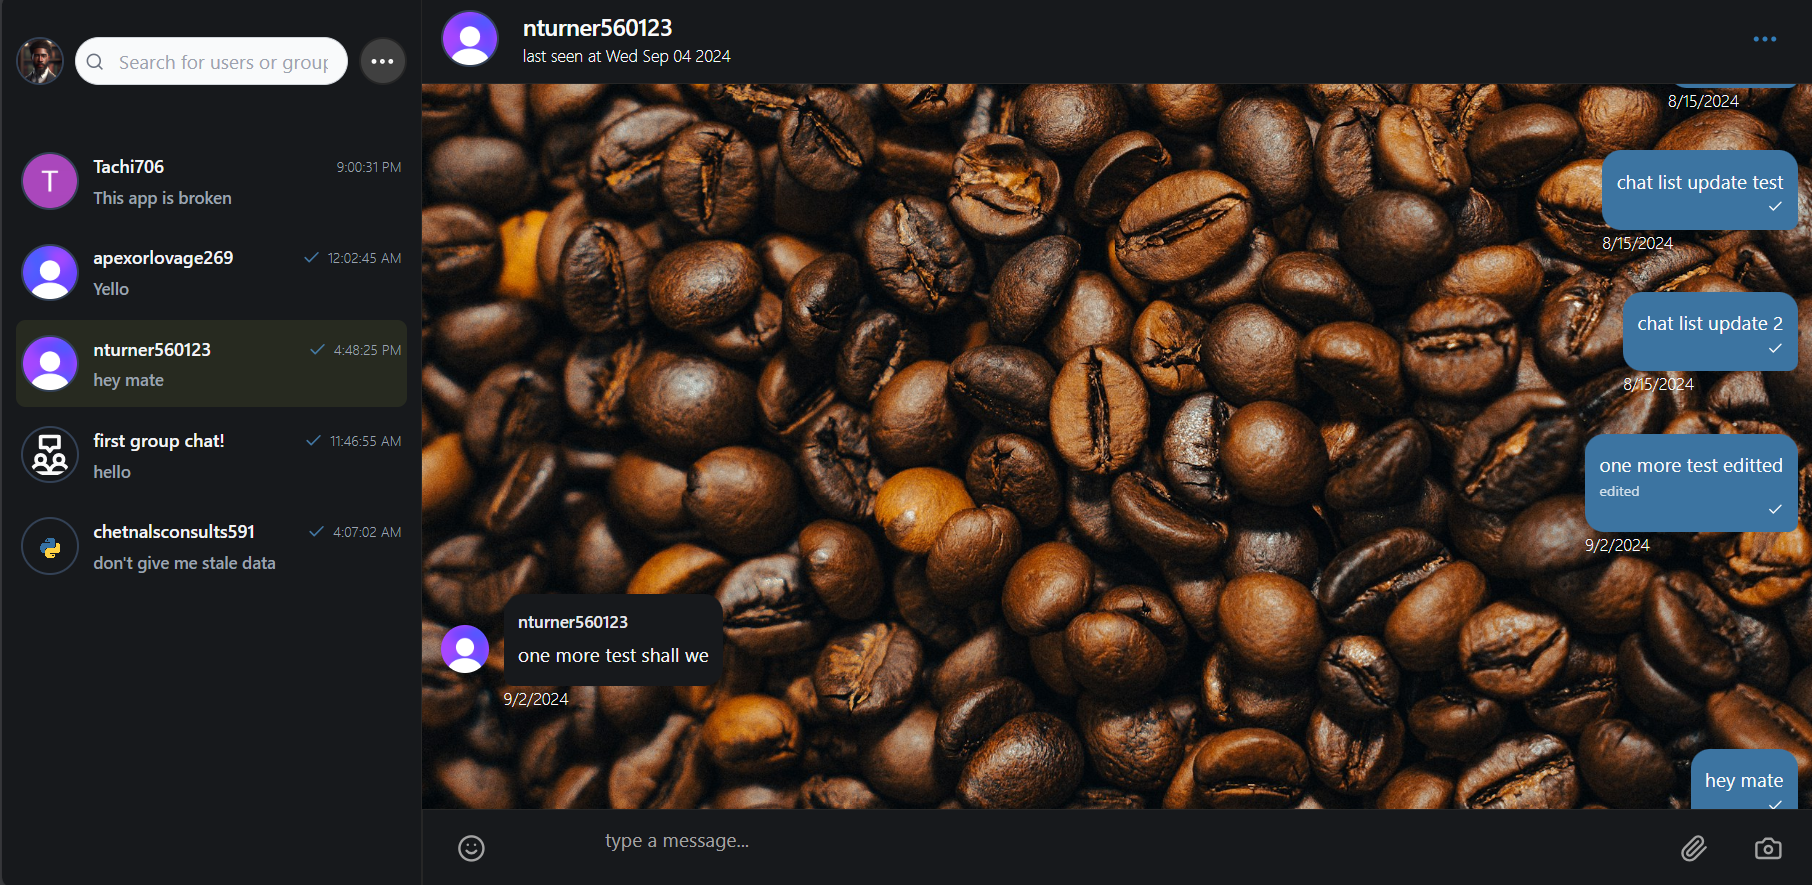 Search for users or group
Tachi706
9:00:31 PM
This app is broken
apexorlovage269
12:02:45 AM
Yello
nturner560123
4:48:25 PM
hey mate
first group chat!
11:46:55 AM
hello
chetnalsconsults591
4:07:02 AM
don't give me stale data
T
nturner560123
last seen at Wed Sep 04 2024
8/15/2024
chat list update test
8/15/2024
chat list update 2
8/15/2024
one more test editted
edited
9/2/2024
nturner560123
one more test shall we
9/2/2024
hey mate
type a message...